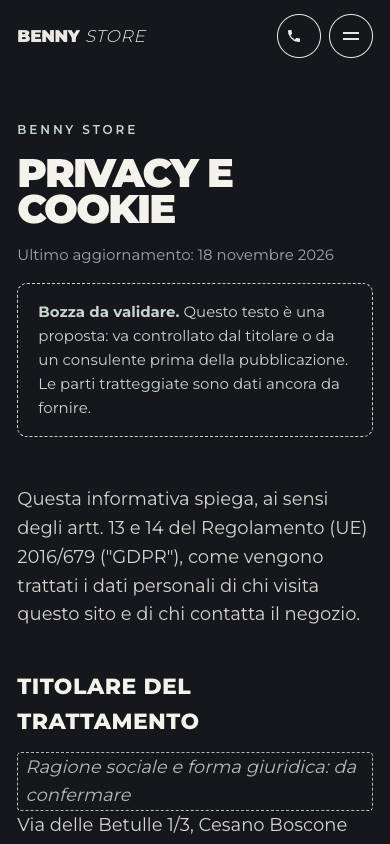 BENNY STORE
BENNY STORE
PRIVACY E
COOKIE
Ultimo aggiornamento: 18 novembre 2026
Bozza da validare. Questo testo è una
proposta: va controllato dal titolare o da
un consulente prima della pubblicazione.
Le parti tratteggiate sono dati ancora da
fornire.
Questa informativa spiega, ai sensi
degli artt. 13 e 14 del Regolamento (UE)
2016/679 ("GDPR"), come vengono
trattati i dati personali di chi visita
questo sito e di chi contatta il negozio.
TITOLARE DEL
TRATTAMENTO
Ragione sociale e forma giuridica: da
confermare
Via delle Betulle 1/3, Cesano Boscone